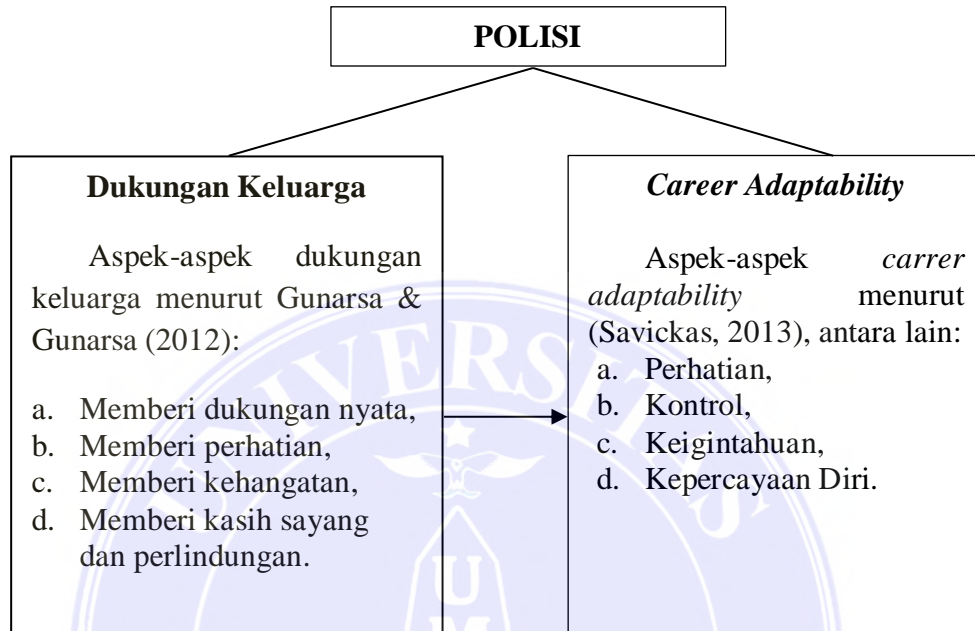 POLISI
Dukungan Keluarga
Aspek-aspek dukungan
keluarga menurut Gunarsa &
Gunarsa (2012):
a. Memberi dukungan nyata,
b. Memberi perhatian,
c. Memberi kehangatan,
d. Memberi kasih sayang
dan perlindungan.
Career Adaptability
Aspek-aspek carrer
adaptability menurut
(Savickas, 2013), antara lain:
a. Perhatian,
b. Kontrol,
c. Keigintahuan,
d. Kepercayaan Diri.
UNIVERSITAS
U
M